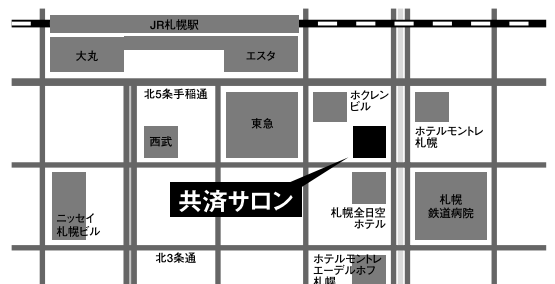 JR札幌駅
大丸
エスタ
北5条手稲通
ホクレン
ビル
東急
西武
ホテルモントレ
札幌
共済サロン
札幌
鉄道病院
札幌全日空
ホテル
ニッセイ
札幌ビル
北3条通
ホテルモントレ
エーデルホフ
札幌